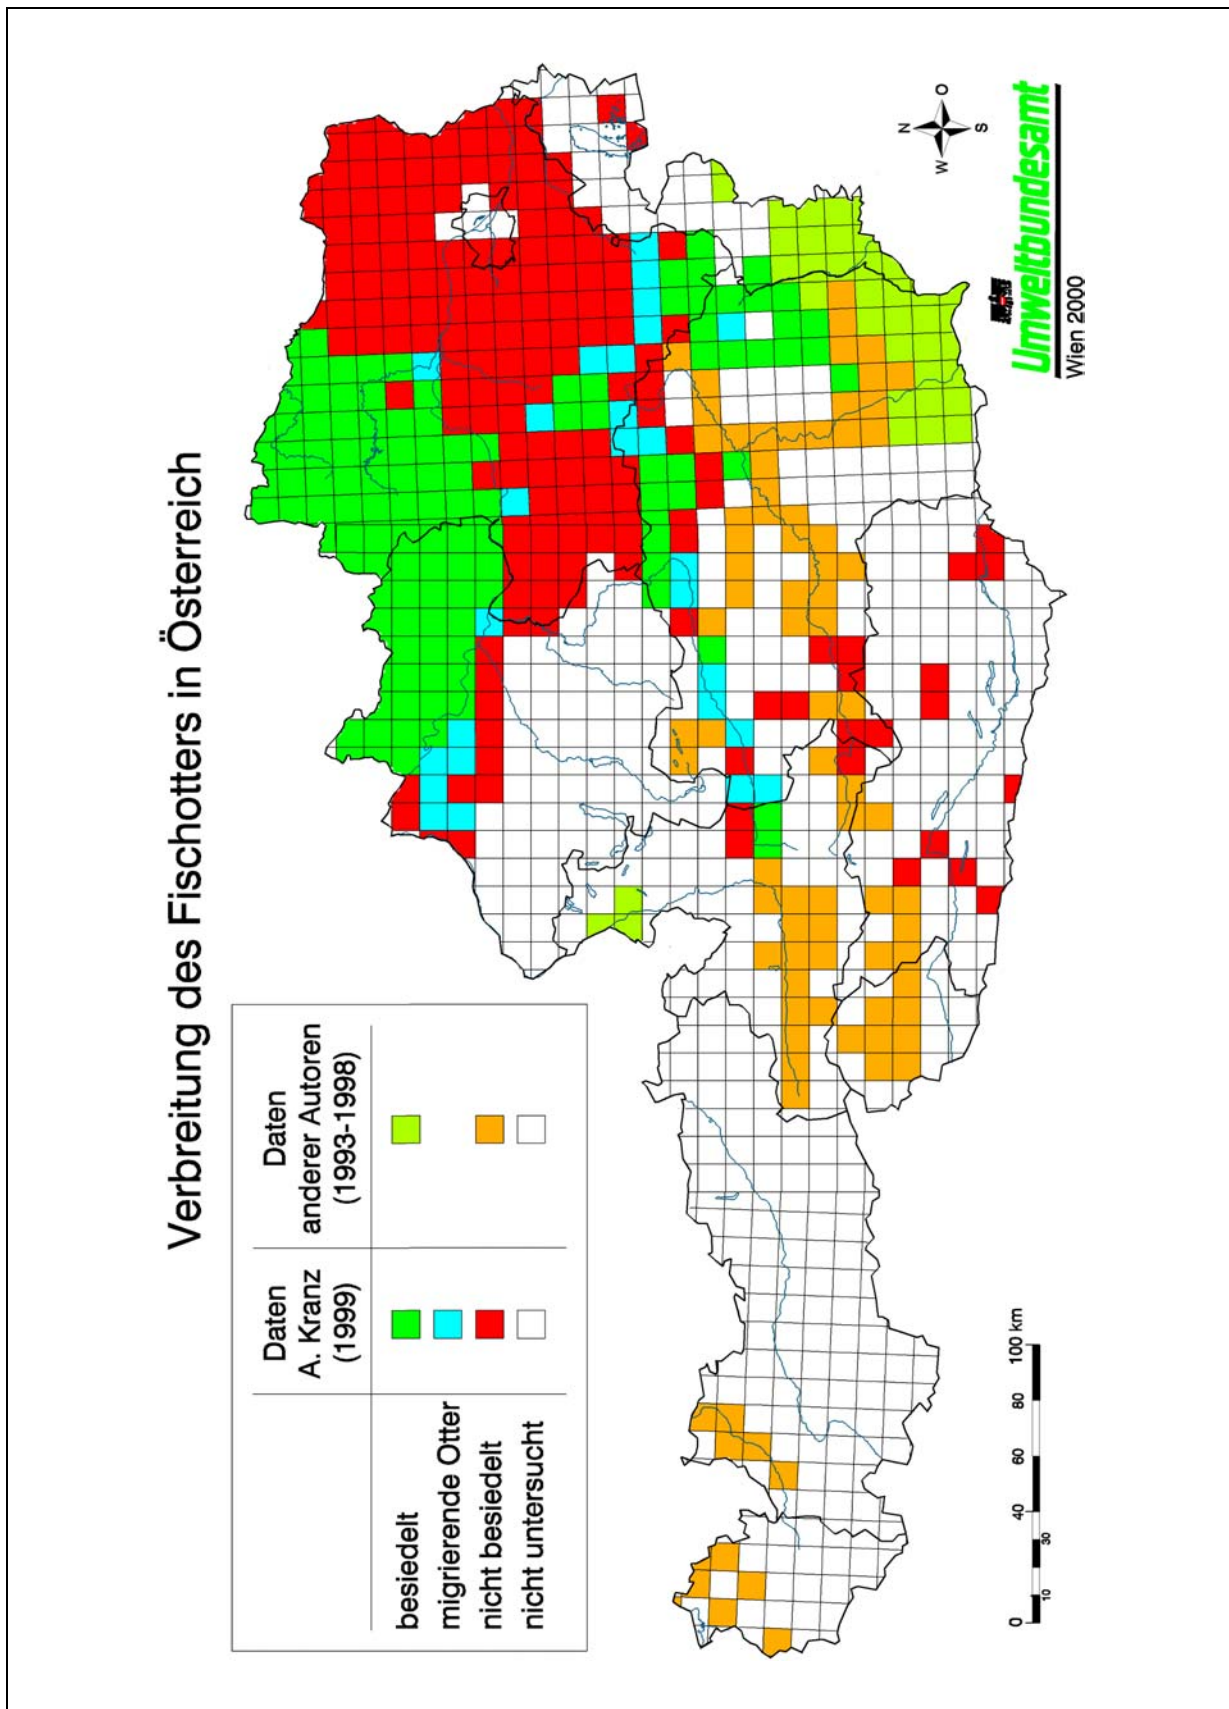 Verbreitung des Fischotters in Österreich
Daten
A. Kranz
(1999)
Daten
anderer Autoren
(1993-1998)
besiedelt
migrierende Otter
nicht besiedelt
nicht untersucht
N
W
O
S
Umweltbundesamt
Wien 2000
0
10
30
40
60
80
100 km